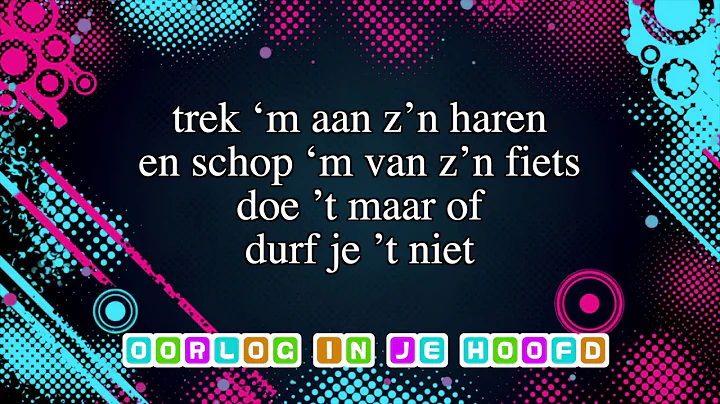 trek ‘m aan z’n haren
en schop ‘m van z’n fiets
doe ’t maar of
durf je ’t niet
OORLOG IN JE HOOFD